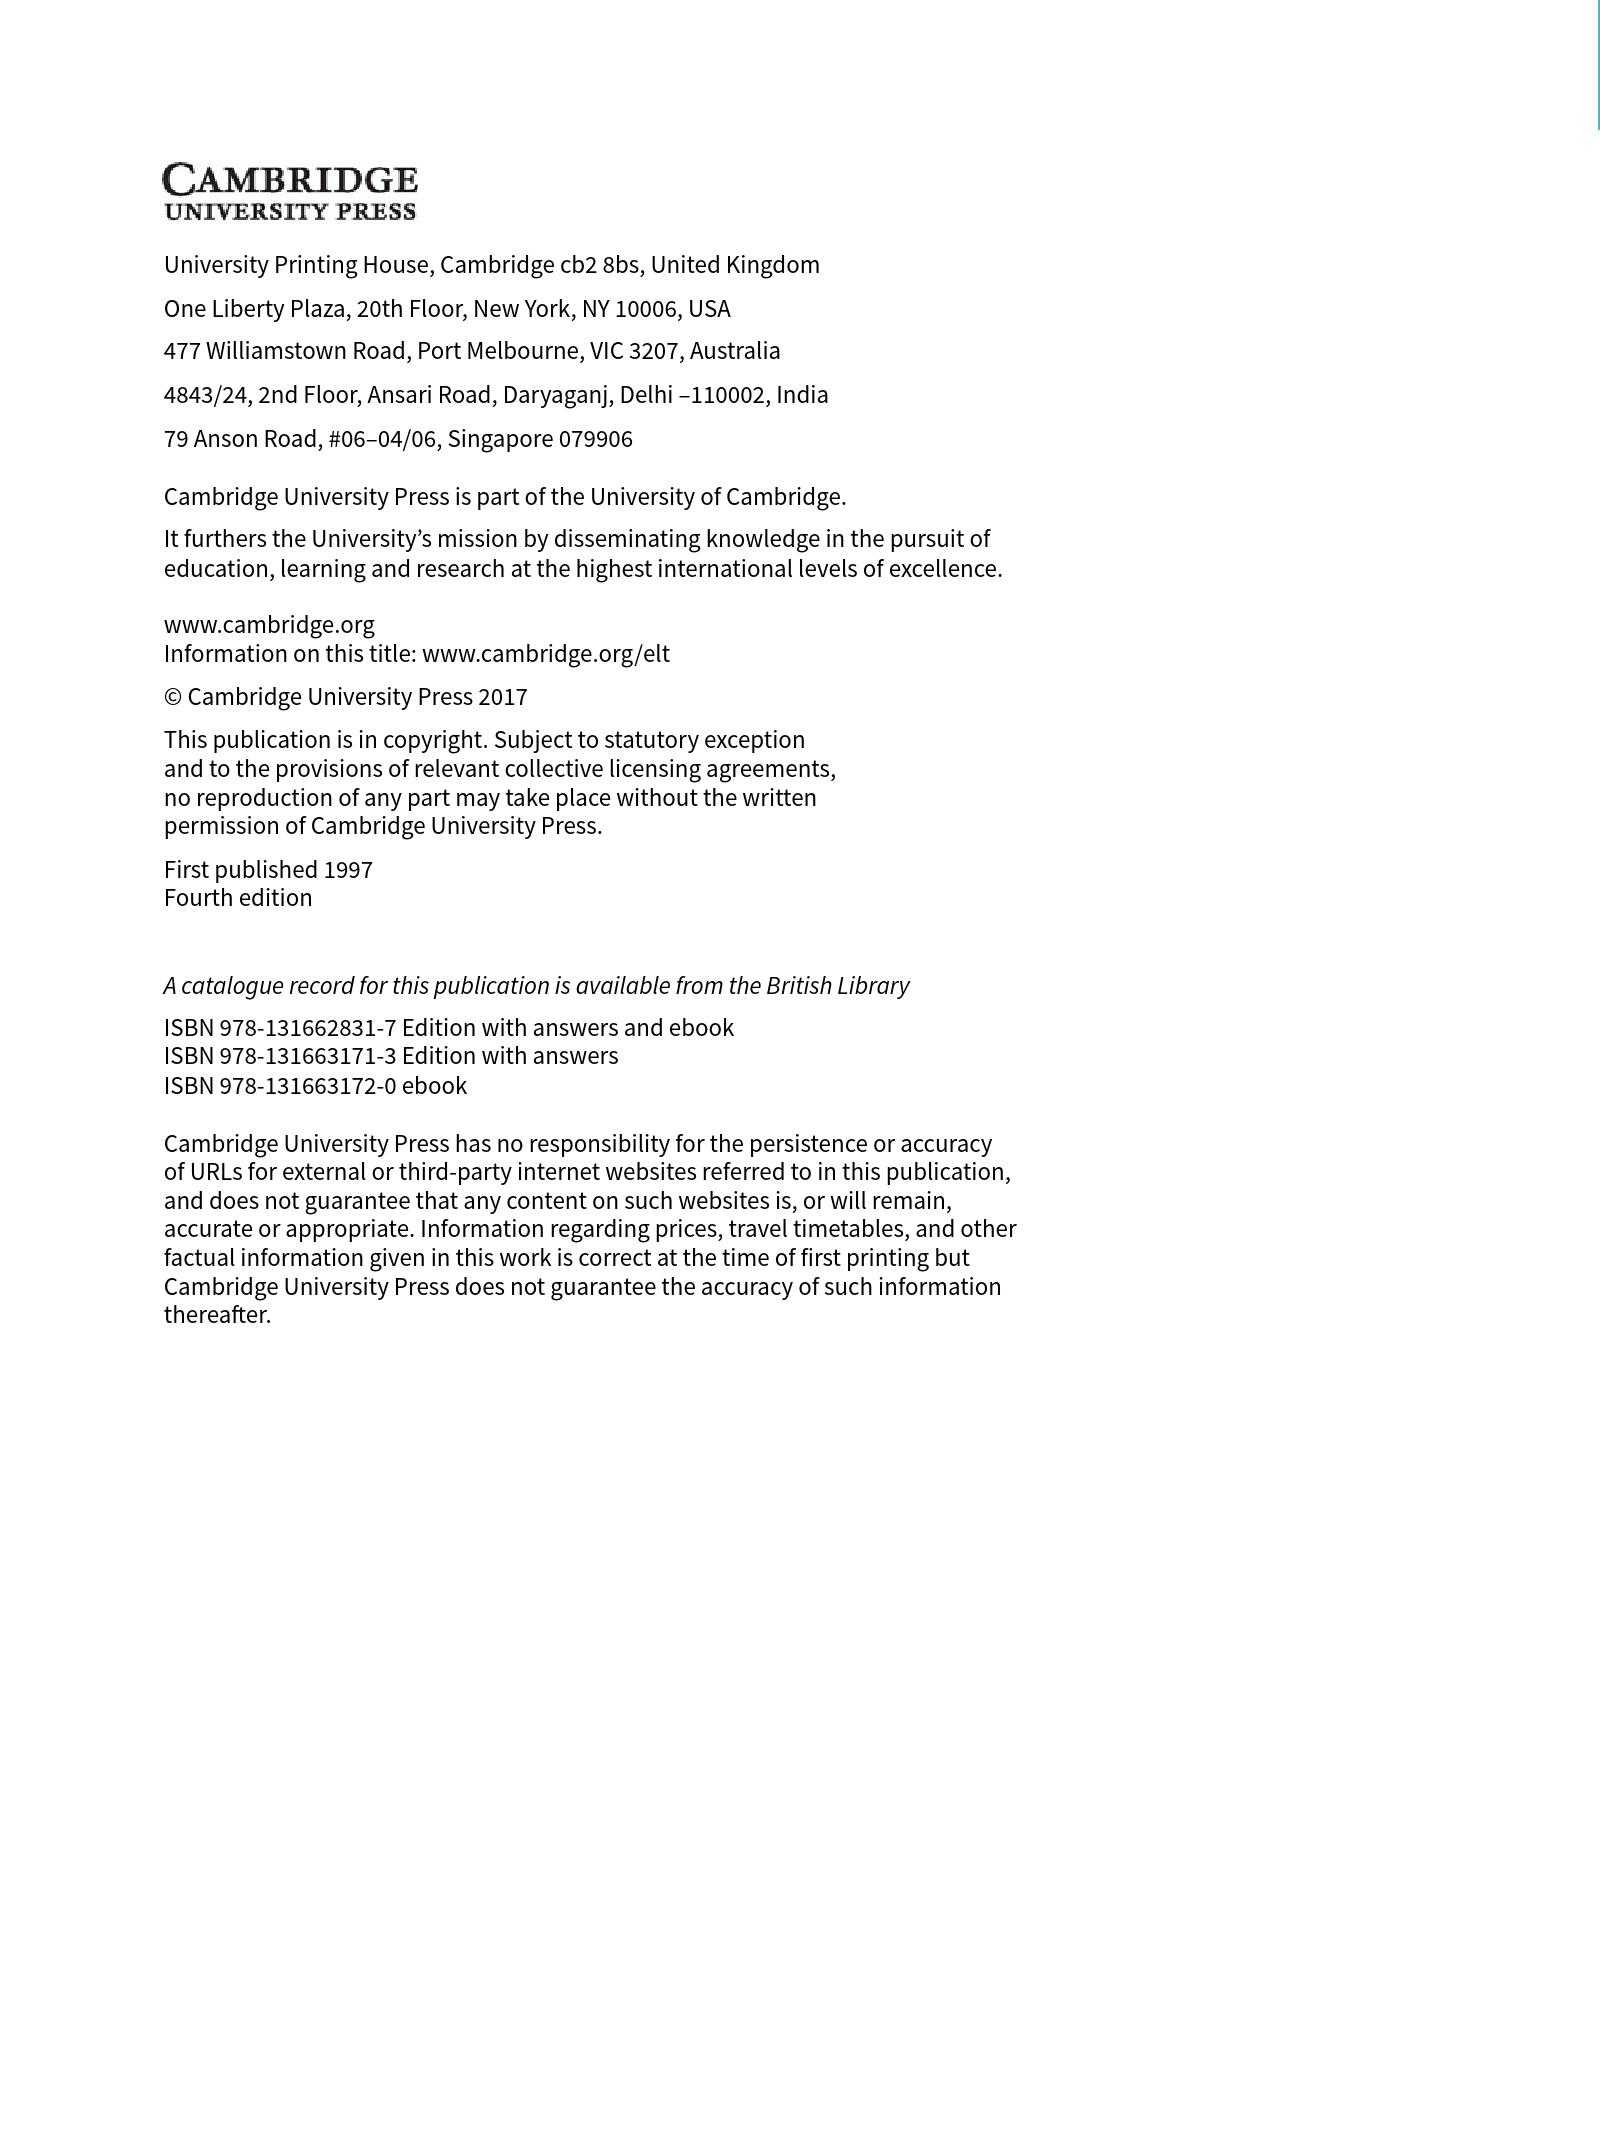 CAMBRIDGE
UNIVERSITY PRESS
University Printing House, Cambridge cb2 8bs, United Kingdom
One Liberty Plaza, 20th Floor, New York, NY 10006, USA
477 Williamstown Road, Port Melbourne, VIC 3207, Australia
4843/24, 2nd Floor, Ansari Road, Daryaganj, Delhi –110002, India
79 Anson Road, #06–04/06, Singapore 079906
Cambridge University Press is part of the University of Cambridge.
It furthers the University’s mission by disseminating knowledge in the pursuit of
education, learning and research at the highest international levels of excellence.
www.cambridge.org
Information on this title: www.cambridge.org/elt
© Cambridge University Press 2017
This publication is in copyright. Subject to statutory exception
and to the provisions of relevant collective licensing agreements,
no reproduction of any part may take place without the written
permission of Cambridge University Press.
First published 1997
Fourth edition
A catalogue record for this publication is available from the British Library
ISBN 978-131662831-7 Edition with answers and ebook
ISBN 978-131663171-3 Edition with answers
ISBN 978-131663172-0 ebook
Cambridge University Press has no responsibility for the persistence or accuracy
of URLs for external or third-party internet websites referred to in this publication,
and does not guarantee that any content on such websites is, or will remain,
accurate or appropriate. Information regarding prices, travel timetables, and other
factual information given in this work is correct at the time of first printing but
Cambridge University Press does not guarantee the accuracy of such information
thereafter.